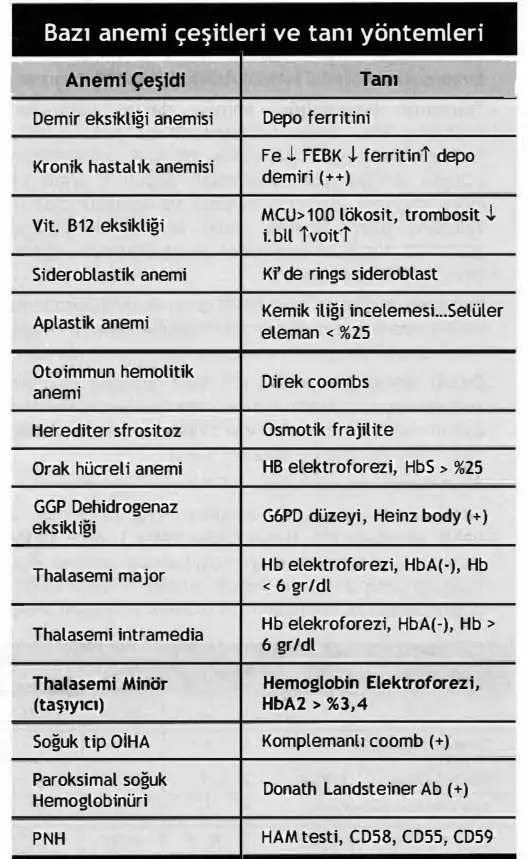 Bazı anemi çeşitleri ve tanı yöntemleri
Anemi Çeşidi Tanı
Demir eksikliği anemisi Depo ferritini
Kronik hastalık anemisi Fe ↓ FEBK ↓ ferritin↑ depo
demiri (++)
Vit. B12 eksikliği MCU>100 lökosit, trombosit ↓
i.bil ↑voit↑
Sideroblastik anemi Ki' de rings sideroblast
Aplastik anemi Kemik iliği incelemesi...Selüler
eleman < %25
Otoimmun hemolitik
anemi Direk coombs
Herediter sfrositoz Osmotik frajilite
Orak hücreli anemi HB elektroforezi, HbS > %25
GGP Dehidrogenaz
eksikliği G6PD düzeyi, Heinz body (+)
Thalasemi major Hb elektroforezi, HbA(-), Hb
< 6 gr/dl
Thalasemi intramedia Hb elekroforezi, HbA(-), Hb >
6 gr/dl
Thalasemi Minör
(taşıyıcı) Hemoglobin Elektroforezi,
HbA2 > %3,4
Soğuk tip OİHA Komplemanlı coomb (+)
Paroksimal soğuk
Hemoglobinüri Donath Landsteiner Ab (+)
PNH HAM testi, CD58, CD55, CD59